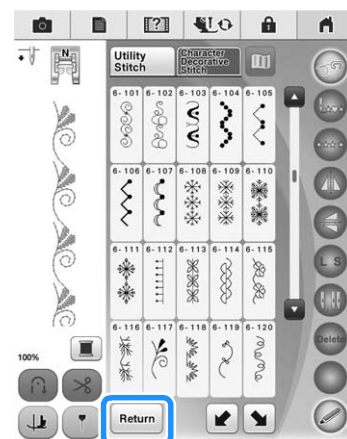 N
Utility
Stitch
Character
Decorative
Stitch
6-101 6-102 6-103 6-104 6-105
6-106 6-107 6-108 6-109 6-110
6-111 6-112 6-113 6-114 6-115
6-116 6-117 6-118 6-119 6-120
L S
Delete
100%
Return